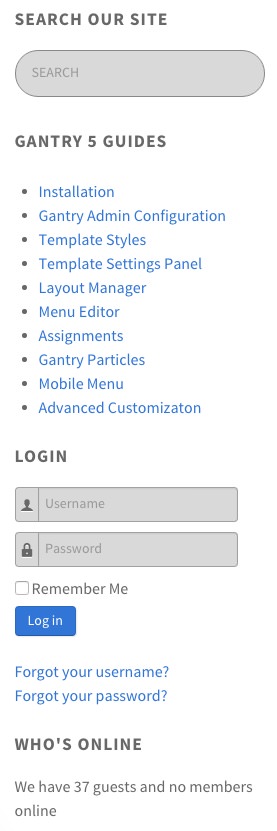 SEARCH OUR SITE
SEARCH
GANTRY 5 GUIDES
Installation
Gantry Admin Configuration
Template Styles
Template Settings Panel
Layout Manager
Menu Editor
Assignments
Gantry Particles
Mobile Menu
Advanced Customizaton
LOGIN
Username
Password
Remember Me
Log in
Forgot your username?
Forgot your password?
WHO'S ONLINE
We have 37 guests and no members
online